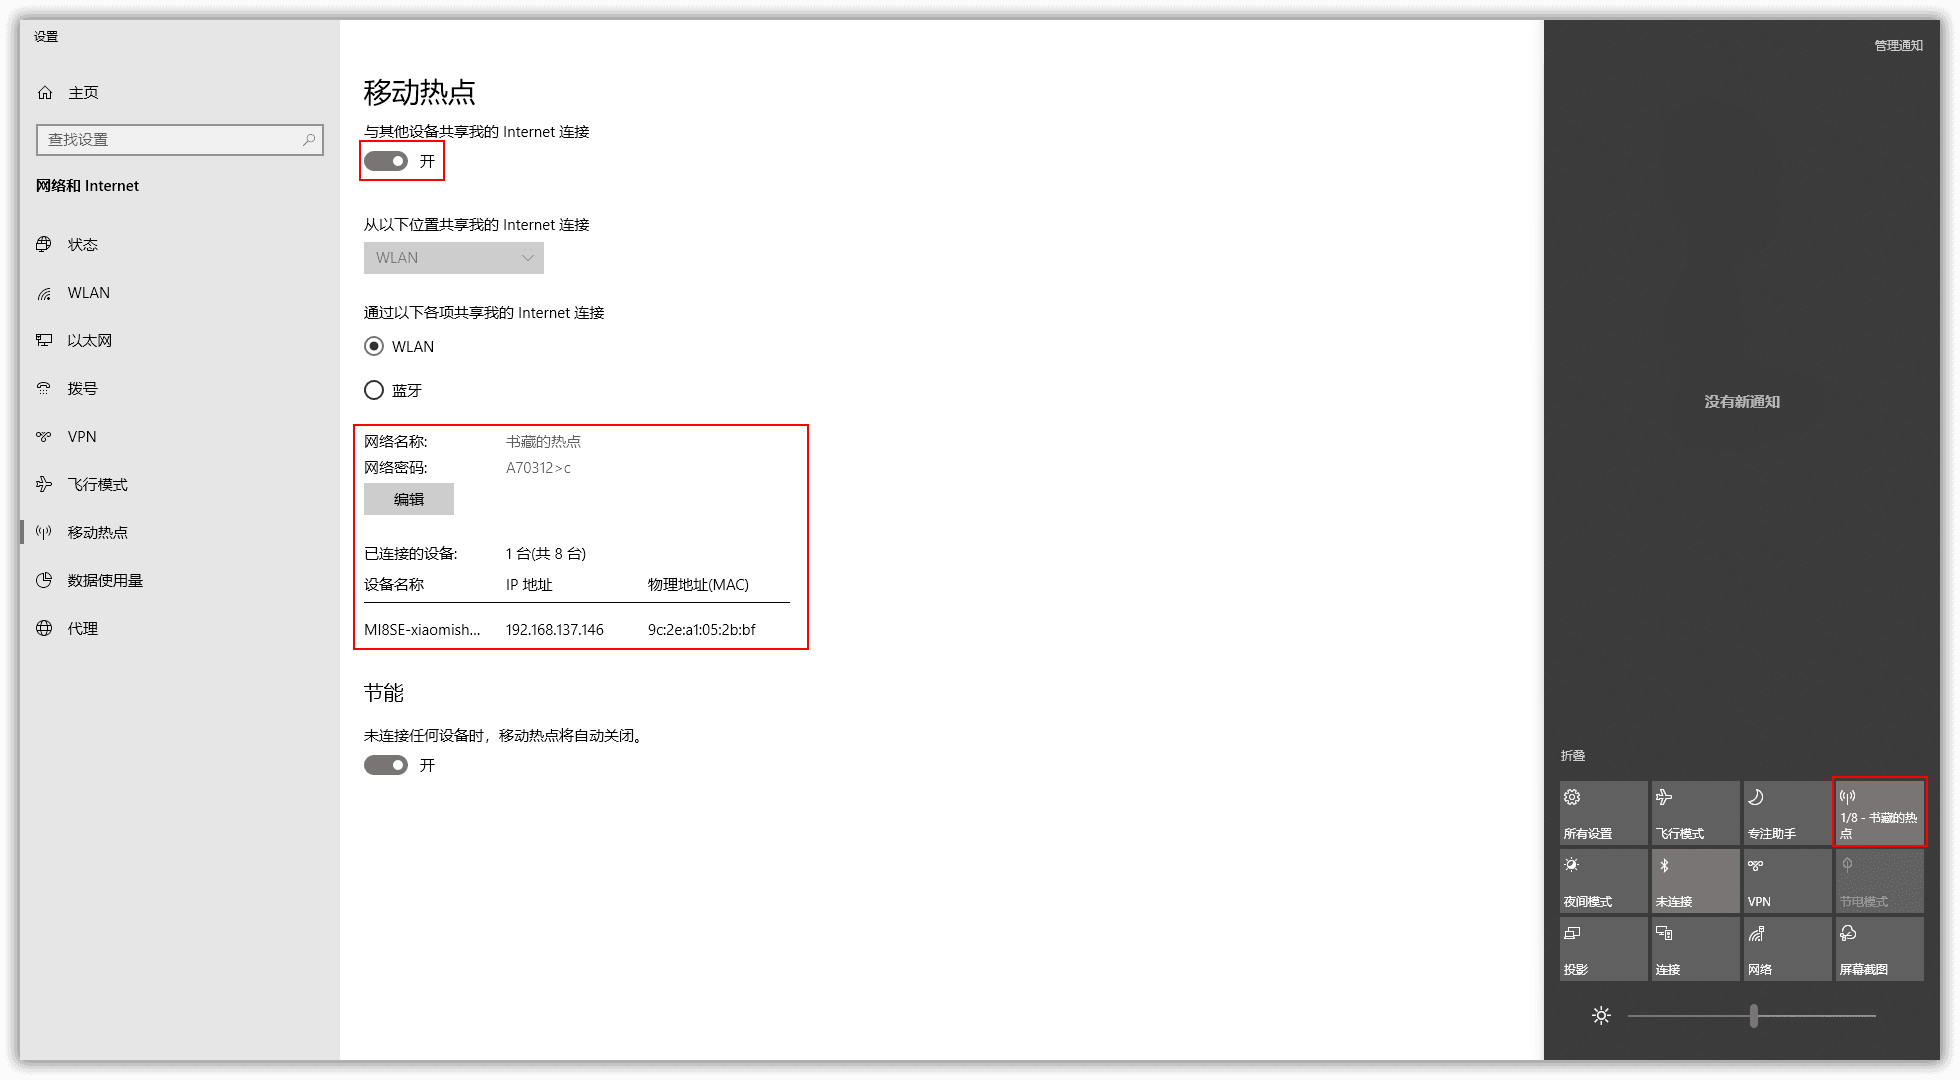 设置
主页
查找设置
网络和 Internet
状态
WLAN
以太网
拨号
VPN
飞行模式
移动热点
数据使用量
代理
移动热点
与其他设备共享我的 Internet 连接
开
从以下位置共享我的 Internet 连接
WLAN
通过以下各项共享我的 Internet 连接
WLAN
蓝牙
网络名称: 书藏的热点
网络密码: A70312>c
编辑
已连接的设备: 1 台(共 8 台)
设备名称 IP 地址 物理地址(MAC)
MI8SE-xiaomish... 192.168.137.146 9c:2e:a1:05:2b:bf
节能
未连接任何设备时，移动热点将自动关闭。
开
管理通知
没有新通知
折叠
所有设置
飞行模式
专注助手
1/8 - 书藏的热
点
夜间模式
未连接
VPN
节电模式
投影
连接
网络
屏幕截图